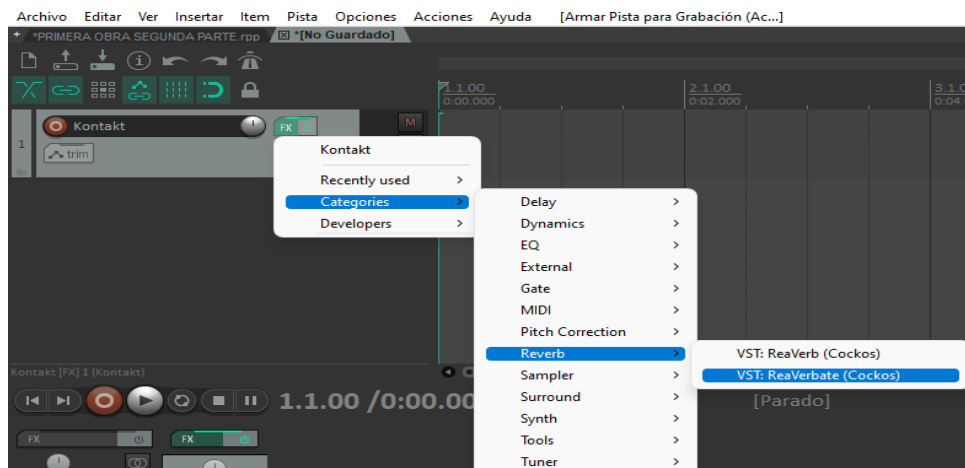 Archivo Editar Ver Insertar Item Pista Opciones Acciones Ayuda [Armar Pista para Grabación (Ac...]
+ *PRIMERA OBRA SEGUNDA PARTE.rpp *[No Guardado]
1.1.00 2.1.00 3.1.0
0:00.000 0:02.000 0:04.
Kontakt FX M
1
trim
Kontakt
Recently used
Categories
Developers
Delay
Dynamics
EQ
External
Gate
MIDI
Pitch Correction
Reverb
Sampler
Surround
Synth
Tools
Tuner
VST: ReaVerb (Cockos)
VST: ReaVerbate (Cockos)
Kontakt [FX] 1 (Kontakt)
1.1.00 /0:00.00 [Parado]
FX FX